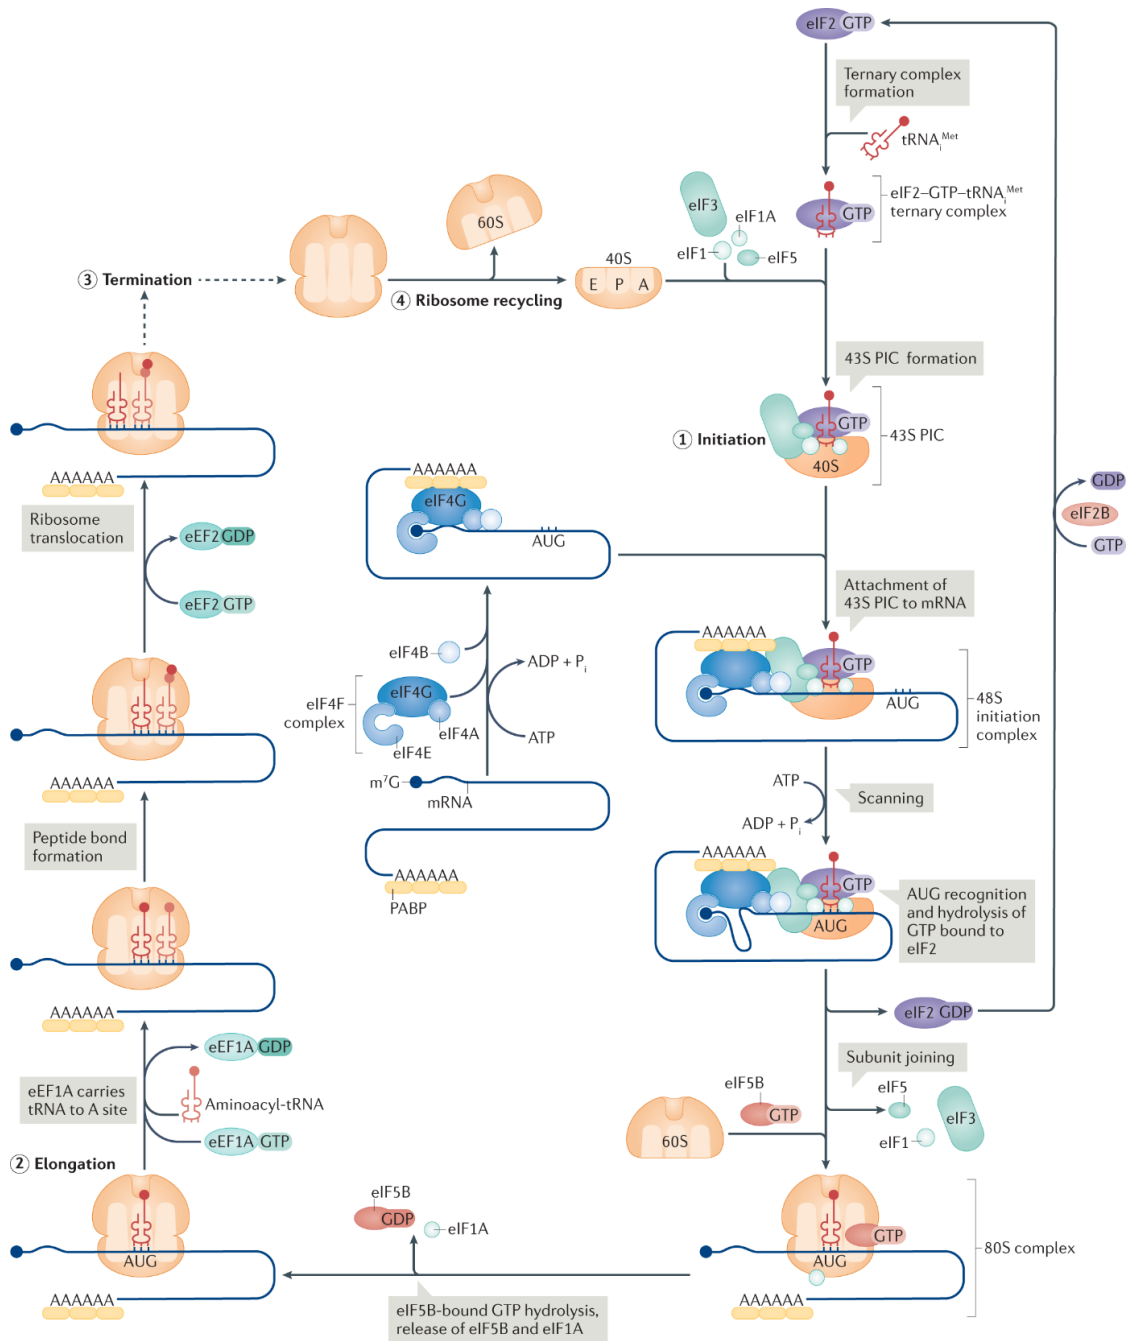 eIF2 GTP
Ternary complex
formation
tRNAᵢᴹᵉᵗ
eIF2–GTP–tRNAᵢᴹᵉᵗ
ternary complex
GTP
eIF3
eIF1A
eIF1
eIF5
60S
40S
E P A
③ Termination
④ Ribosome recycling
43S PIC formation
① Initiation
GTP
40S
43S PIC
AAAAAA
eIF4G
AUG
GDP
eIF2B
GTP
AAAAAA
Ribosome
translocation
eEF2 GDP
eEF2 GTP
Attachment of
43S PIC to mRNA
AAAAAA
GTP
AUG
48S
initiation
complex
eIF4B
ADP + Pᵢ
eIF4F
complex
eIF4G
eIF4A
eIF4E
ATP
m⁷G
mRNA
AAAAAA
PABP
AAAAAA
Peptide bond
formation
ATP
Scanning
ADP + Pᵢ
AAAAAA
GTP
AUG
AUG recognition
and hydrolysis of
GTP bound to
eIF2
AAAAAA
eIF2 GDP
Subunit joining
eIF5
eIF3
eIF1
eIF5B
GTP
60S
eEF1A GDP
eEF1A carries
tRNA to A site
Aminoacyl-tRNA
eEF1A GTP
② Elongation
AUG
AAAAAA
eIF5B
GDP
eIF1A
GTP
AUG
80S complex
AAAAAA
eIF5B-bound GTP hydrolysis,
release of eIF5B and eIF1A